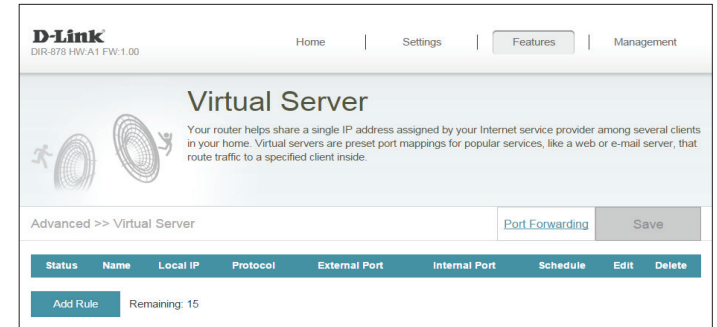 D-Link
DIR-878 HW:A1 FW:1.00
Home | Settings | Features | Management
Virtual Server
Your router helps share a single IP address assigned by your Internet service provider among several clients
in your home. Virtual servers are preset port mappings for popular services, like a web or e-mail server, that
route traffic to a specified client inside.
Advanced >> Virtual Server Port Forwarding Save
Status Name Local IP Protocol External Port Internal Port Schedule Edit Delete
Add Rule Remaining: 15